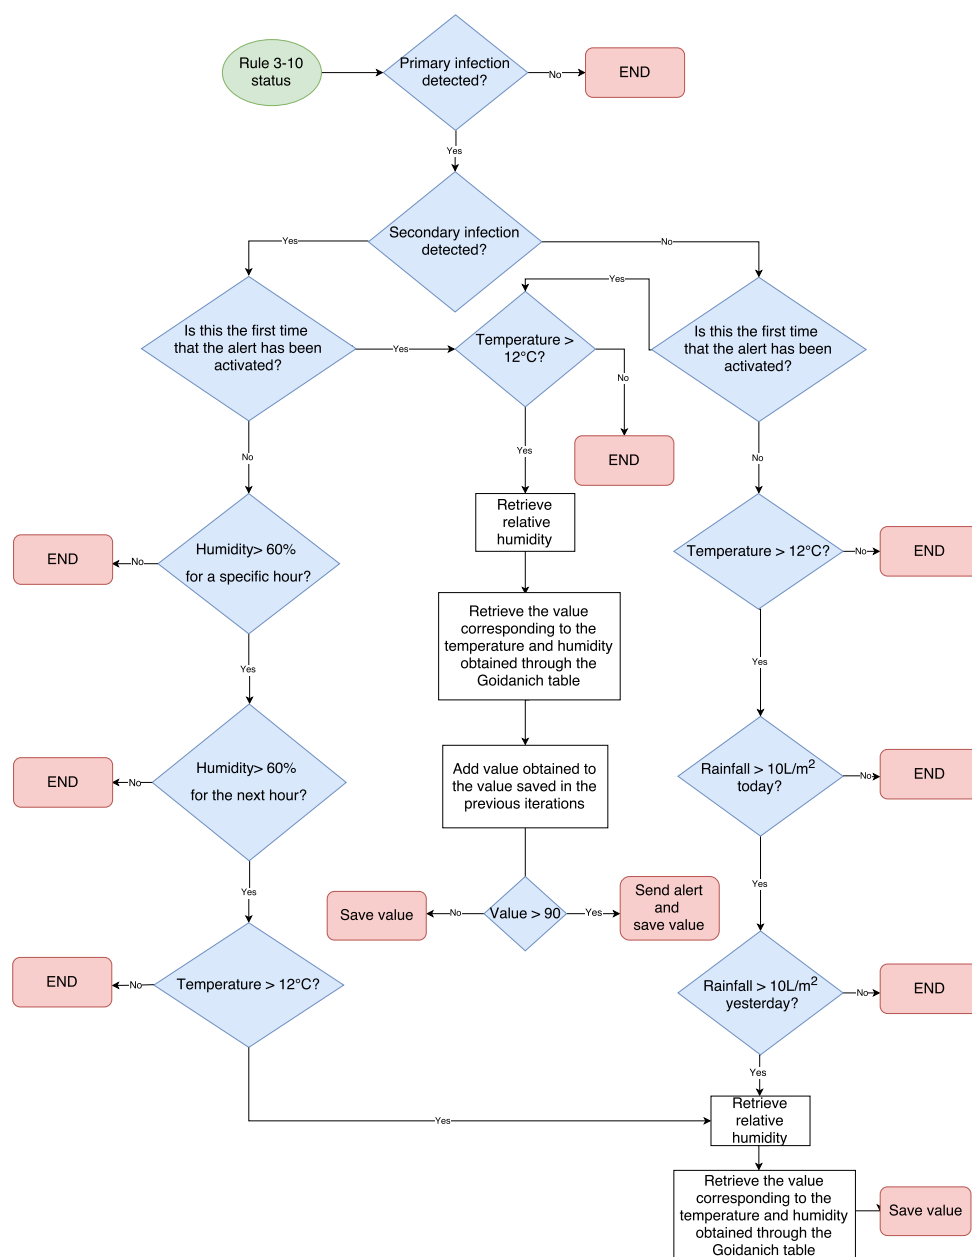 Rule 3-10
status
Primary infection
detected?
No
END
Yes
Secondary infection
detected?
Yes
No
Is this the first time
that the alert has been
activated?
Yes
Temperature >
12°C?
Yes
Is this the first time
that the alert has been
activated?
No
END
No
Yes
No
Retrieve
relative
humidity
Humidity> 60%
for a specific hour?
No
END
Temperature > 12°C?
No
END
Retrieve the value
corresponding to the
temperature and humidity
obtained through the
Goidanich table
Yes
Yes
Humidity> 60%
for the next hour?
No
END
Add value obtained to
the value saved in the
previous iterations
Rainfall > 10L/m²
today?
No
END
Yes
Yes
Value > 90
No
Save value
Yes
Send alert
and
save value
Temperature > 12°C?
No
END
Rainfall > 10L/m²
yesterday?
No
END
Yes
Yes
Retrieve
relative
humidity
Retrieve the value
corresponding to the
temperature and humidity
obtained through the
Goidanich table
Save value